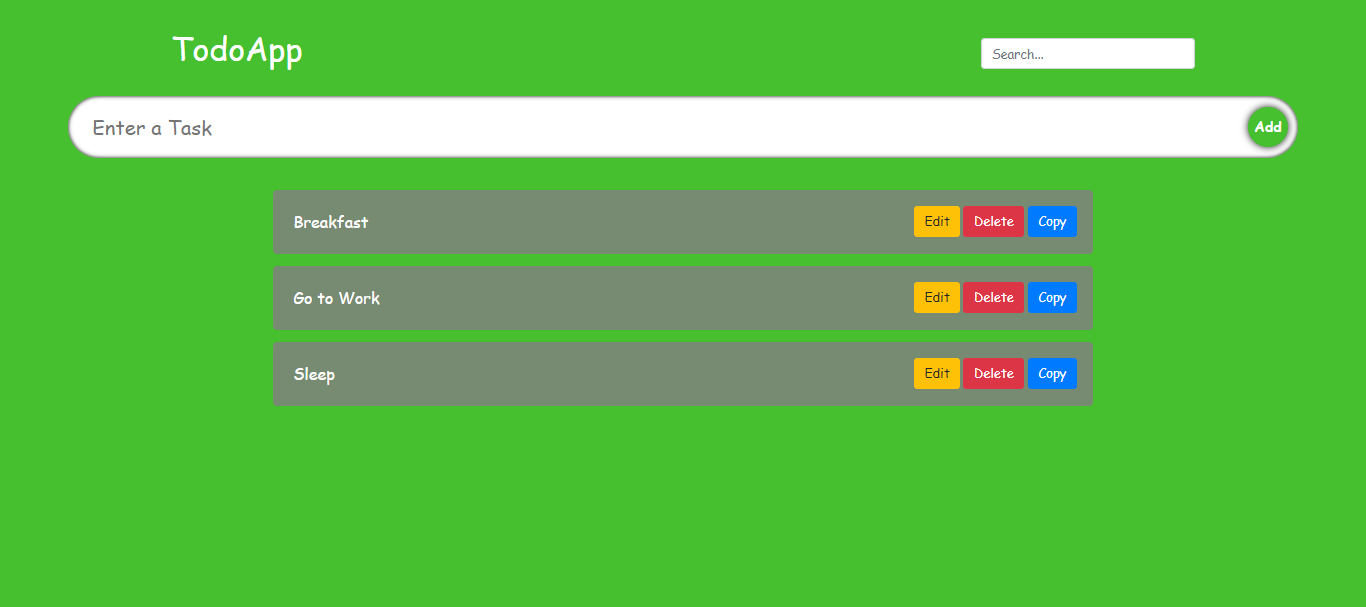 TodoApp
Search...
Enter a Task
Add
Breakfast Edit Delete Copy
Go to Work Edit Delete Copy
Sleep Edit Delete Copy